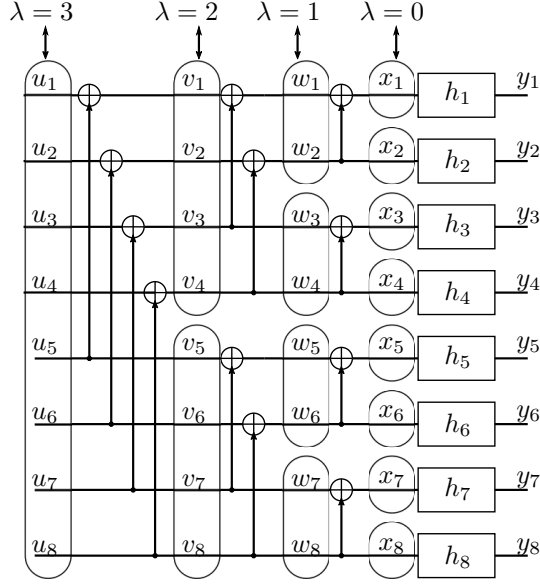 λ = 3 λ = 2 λ = 1 λ = 0
u₁ v₁ w₁ x₁ h₁ y₁
u₂ v₂ w₂ x₂ h₂ y₂
u₃ v₃ w₃ x₃ h₃ y₃
u₄ v₄ w₄ x₄ h₄ y₄
u₅ v₅ w₅ x₅ h₅ y₅
u₆ v₆ w₆ x₆ h₆ y₆
u₇ v₇ w₇ x₇ h₇ y₇
u₈ v₈ w₈ x₈ h₈ y₈